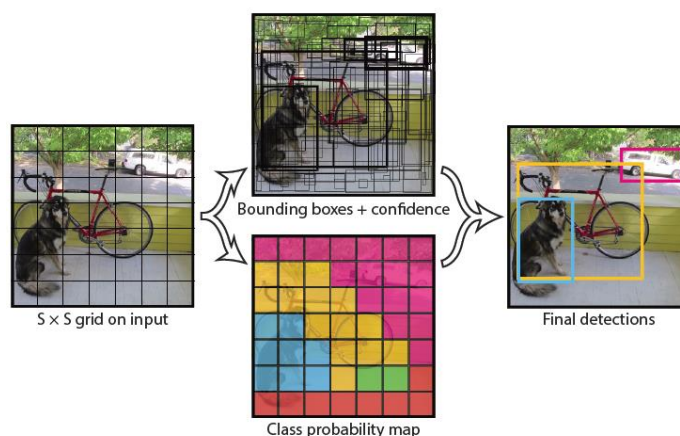 S × S grid on input
Bounding boxes + confidence
Class probability map
Final detections